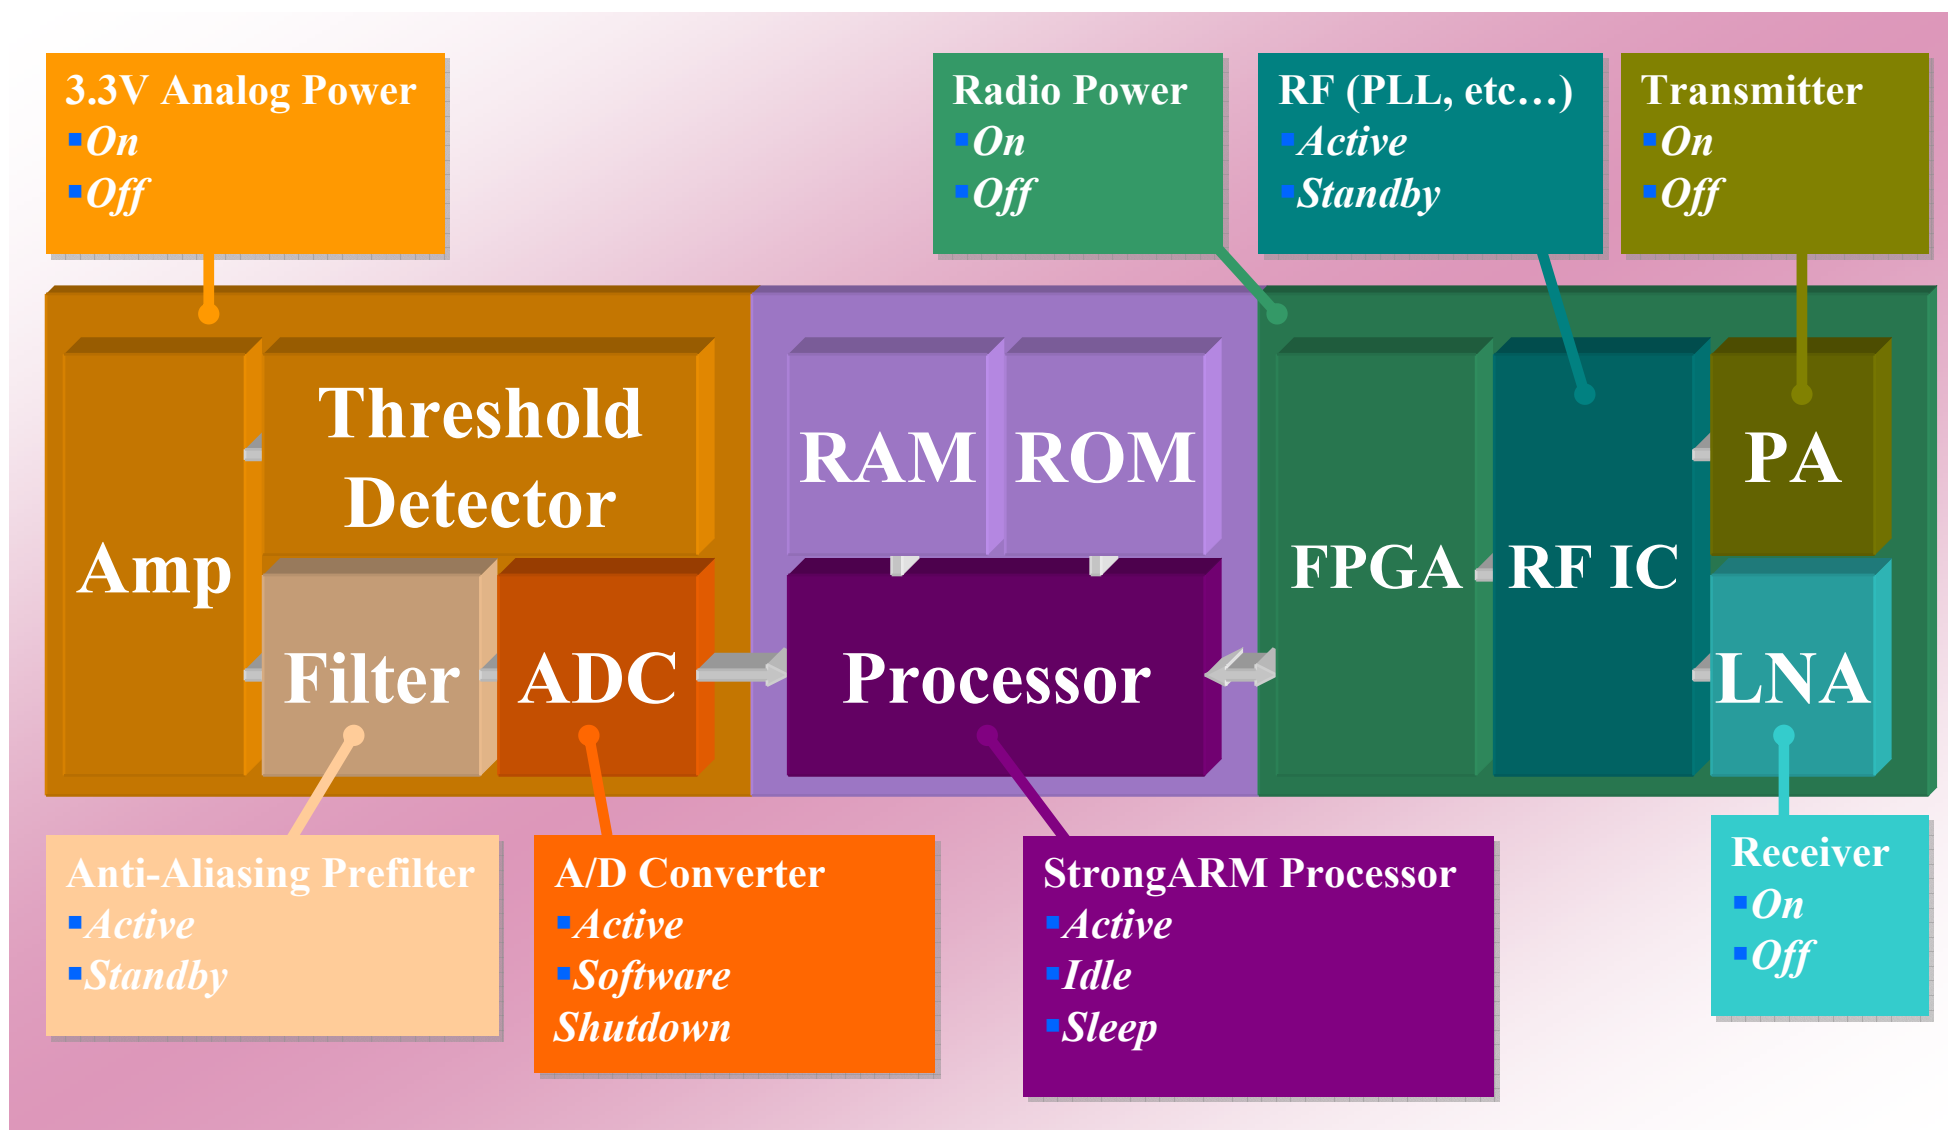 3.3V Analog Power
▪On
▪Off
Radio Power
▪On
▪Off
RF (PLL, etc…)
▪Active
▪Standby
Transmitter
▪On
▪Off
Amp
Threshold
Detector
Filter
ADC
RAM
ROM
Processor
FPGA
RF IC
PA
LNA
Anti-Aliasing Prefilter
▪Active
▪Standby
A/D Converter
▪Active
▪Software
Shutdown
StrongARM Processor
▪Active
▪Idle
▪Sleep
Receiver
▪On
▪Off